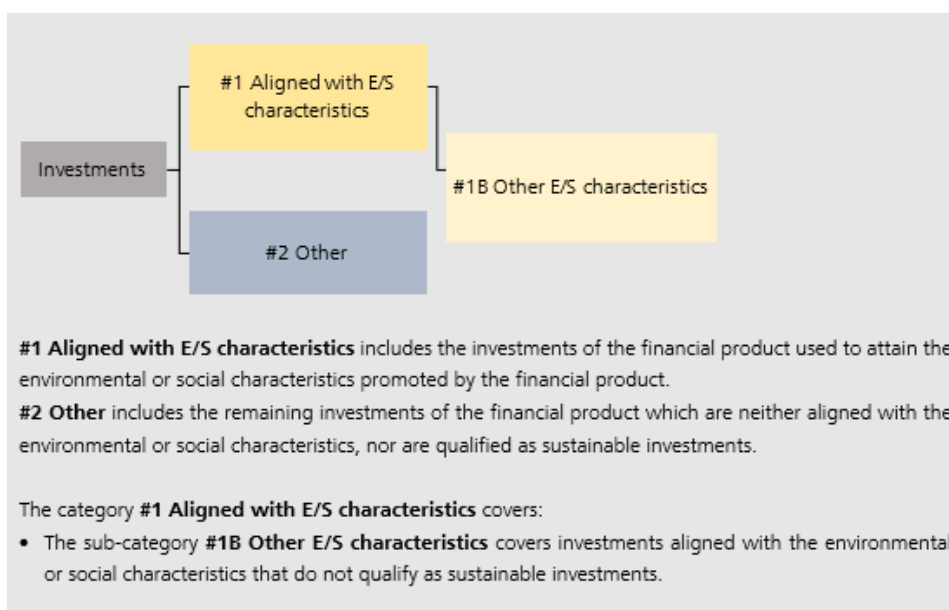 #1 Aligned with E/S
characteristics
Investments
#1B Other E/S characteristics
#2 Other
#1 Aligned with E/S characteristics includes the investments of the financial product used to attain the
environmental or social characteristics promoted by the financial product.
#2 Other includes the remaining investments of the financial product which are neither aligned with the
environmental or social characteristics, nor are qualified as sustainable investments.
The category #1 Aligned with E/S characteristics covers:
• The sub-category #1B Other E/S characteristics covers investments aligned with the environmental
or social characteristics that do not qualify as sustainable investments.